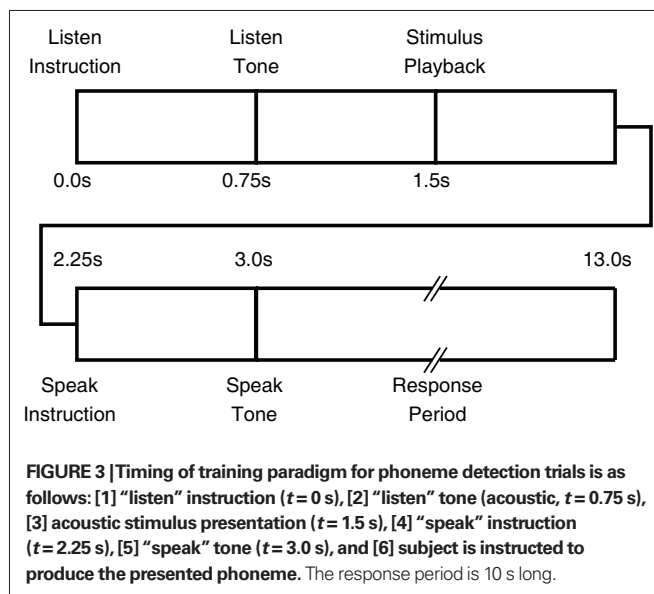 Listen Listen Stimulus
Instruction Tone Playback
0.0s 0.75s 1.5s
2.25s 3.0s 13.0s
Speak Speak Response
Instruction Tone Period
FIGURE 3 | Timing of training paradigm for phoneme detection trials is as
follows: [1] “listen” instruction (t = 0 s), [2] “listen” tone (acoustic, t = 0.75 s),
[3] acoustic stimulus presentation (t = 1.5 s), [4] “speak” instruction
(t = 2.25 s), [5] “speak” tone (t = 3.0 s), and [6] subject is instructed to
produce the presented phoneme. The response period is 10 s long.